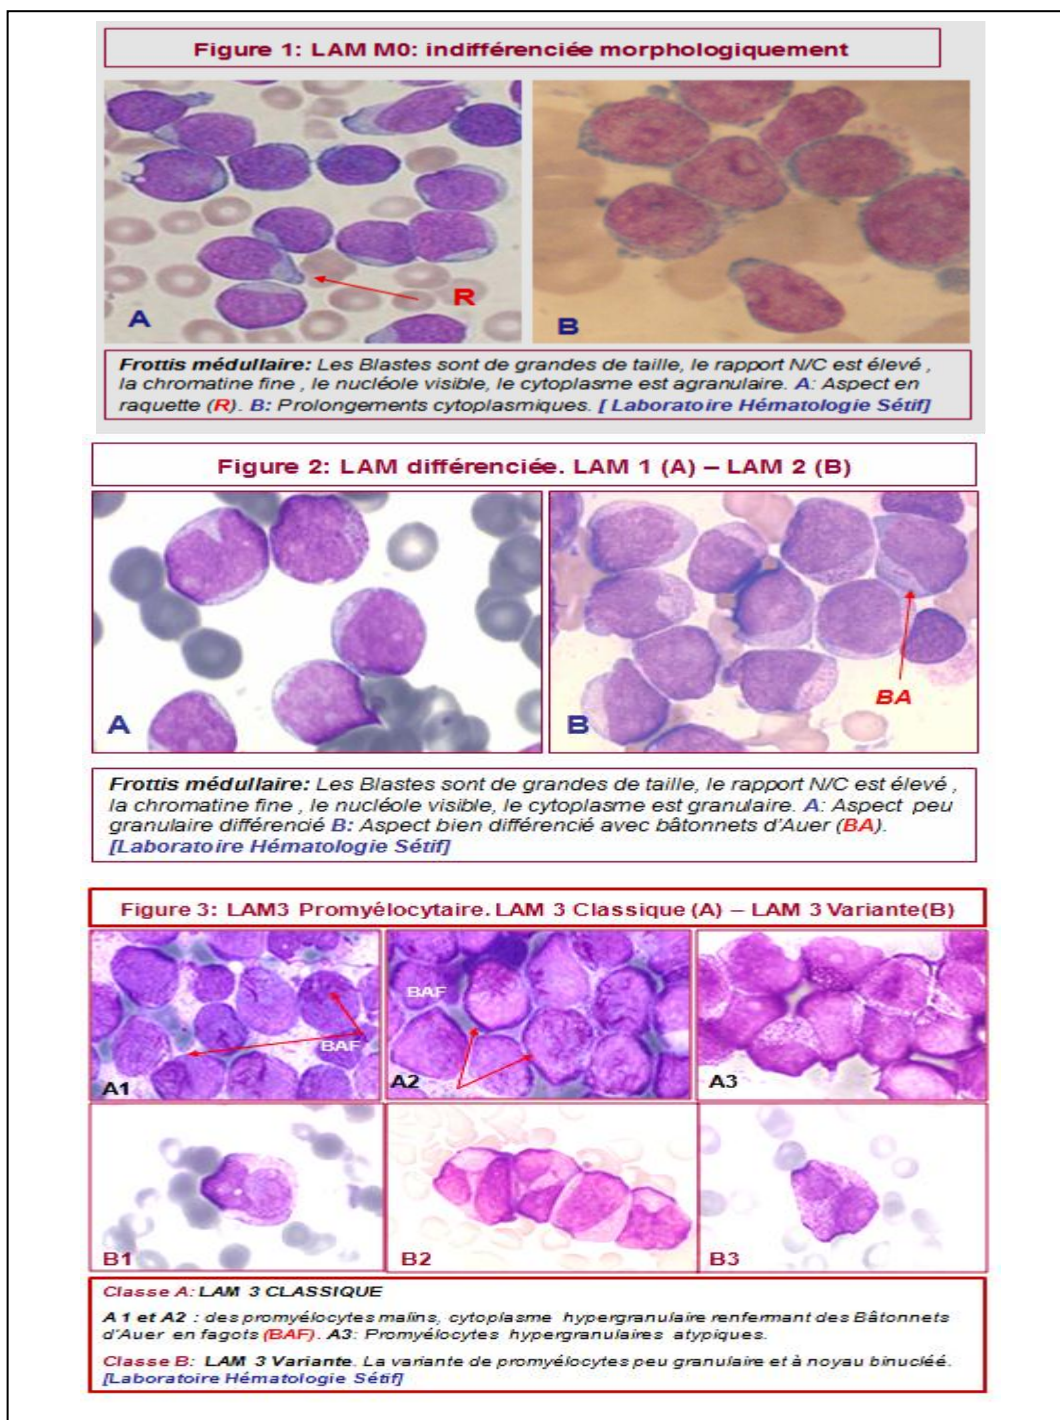 Figure 1: LAM M0: indifférenciée morphologiquement
R
A
B
Frottis médullaire: Les Blastes sont de grandes de taille, le rapport N/C est élevé ,
la chromatine fine , le nucléole visible, le cytoplasme est agranulaire. A: Aspect en
raquette (R). B: Prolongements cytoplasmiques. [ Laboratoire Hématologie Sétif]
Figure 2: LAM différenciée. LAM 1 (A) – LAM 2 (B)
A
B
BA
Frottis médullaire: Les Blastes sont de grandes de taille, le rapport N/C est élevé ,
la chromatine fine , le nucléole visible, le cytoplasme est granulaire. A: Aspect peu
granulaire différencié B: Aspect bien différencié avec bâtonnets d'Auer (BA).
[Laboratoire Hématologie Sétif]
Figure 3: LAM3 Promyélocytaire. LAM 3 Classique (A) – LAM 3 Variante(B)
BAF
A1
BAF
A2
A3
B1
B2
B3
Classe A: LAM 3 CLASSIQUE
A1 et A2 : des promyélocytes malins, cytoplasme hypergranulaire renfermant des Bâtonnets
d'Auer en fagots (BAF). A3: Promyélocytes hypergranulaires atypiques.
Classe B: LAM 3 Variante. La variante de promyélocytes peu granulaire et à noyau binucléé.
[Laboratoire Hématologie Sétif]